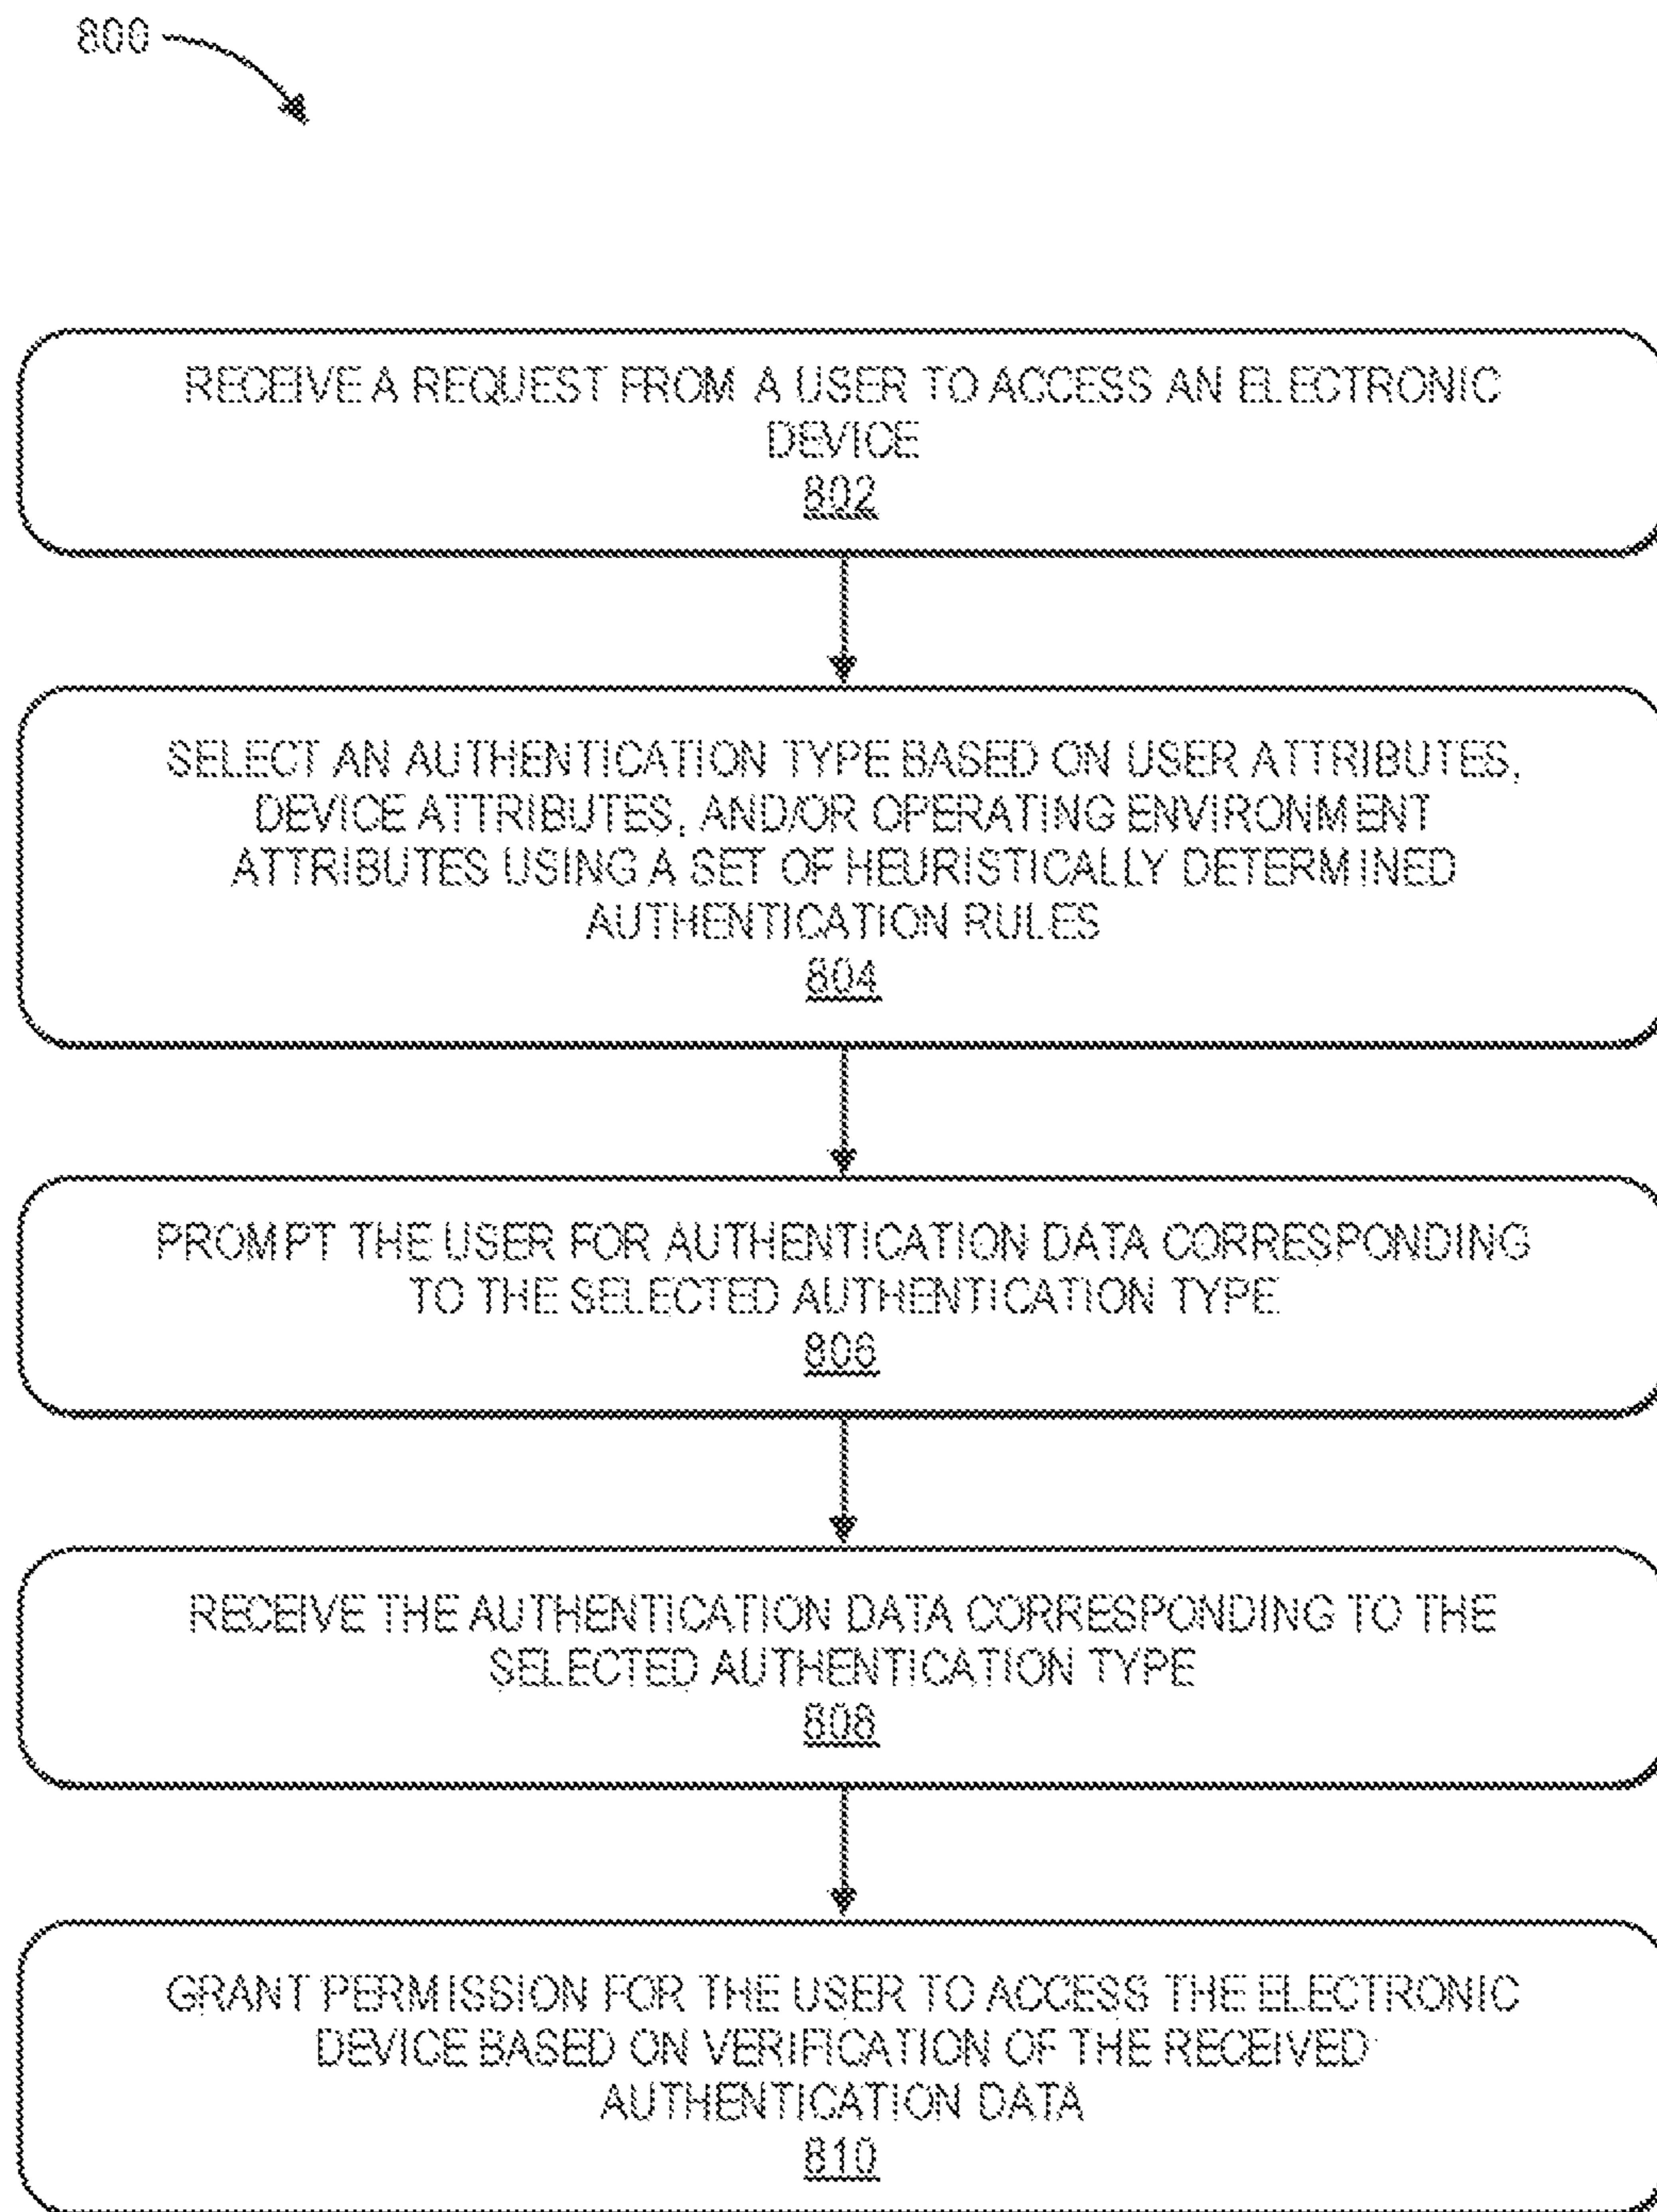 800
RECEIVE A REQUEST FROM A USER TO ACCESS AN ELECTRONIC
DEVICE
802
SELECT AN AUTHENTICATION TYPE BASED ON USER ATTRIBUTES,
DEVICE ATTRIBUTES, AND/OR OPERATING ENVIRONMENT
ATTRIBUTES USING A SET OF HEURISTICALLY DETERMINED
AUTHENTICATION RULES
804
PROMPT THE USER FOR AUTHENTICATION DATA CORRESPONDING
TO THE SELECTED AUTHENTICATION TYPE
806
RECEIVE THE AUTHENTICATION DATA CORRESPONDING TO THE
SELECTED AUTHENTICATION TYPE
808
GRANT PERMISSION FOR THE USER TO ACCESS THE ELECTRONIC
DEVICE BASED ON VERIFICATION OF THE RECEIVED
AUTHENTICATION DATA
810